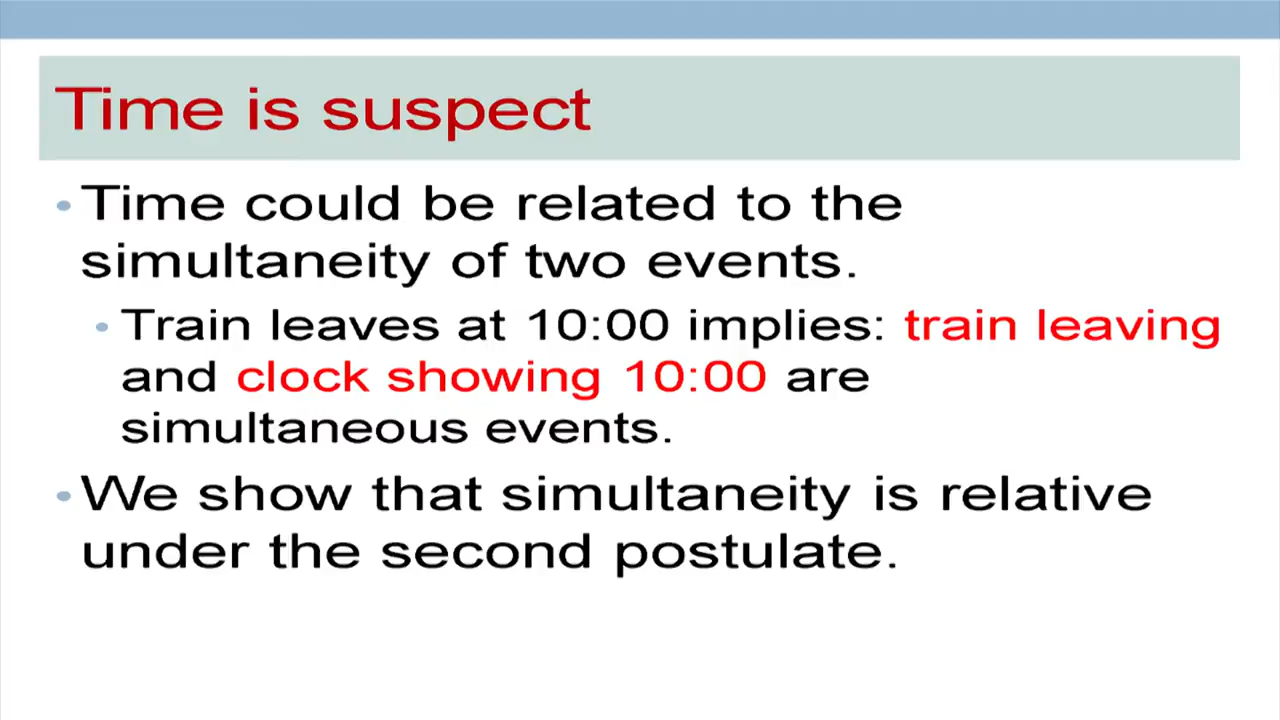 Time is suspect
• Time could be related to the
simultaneity of two events.
• Train leaves at 10:00 implies: train leaving
and clock showing 10:00 are
simultaneous events.
• We show that simultaneity is relative
under the second postulate.